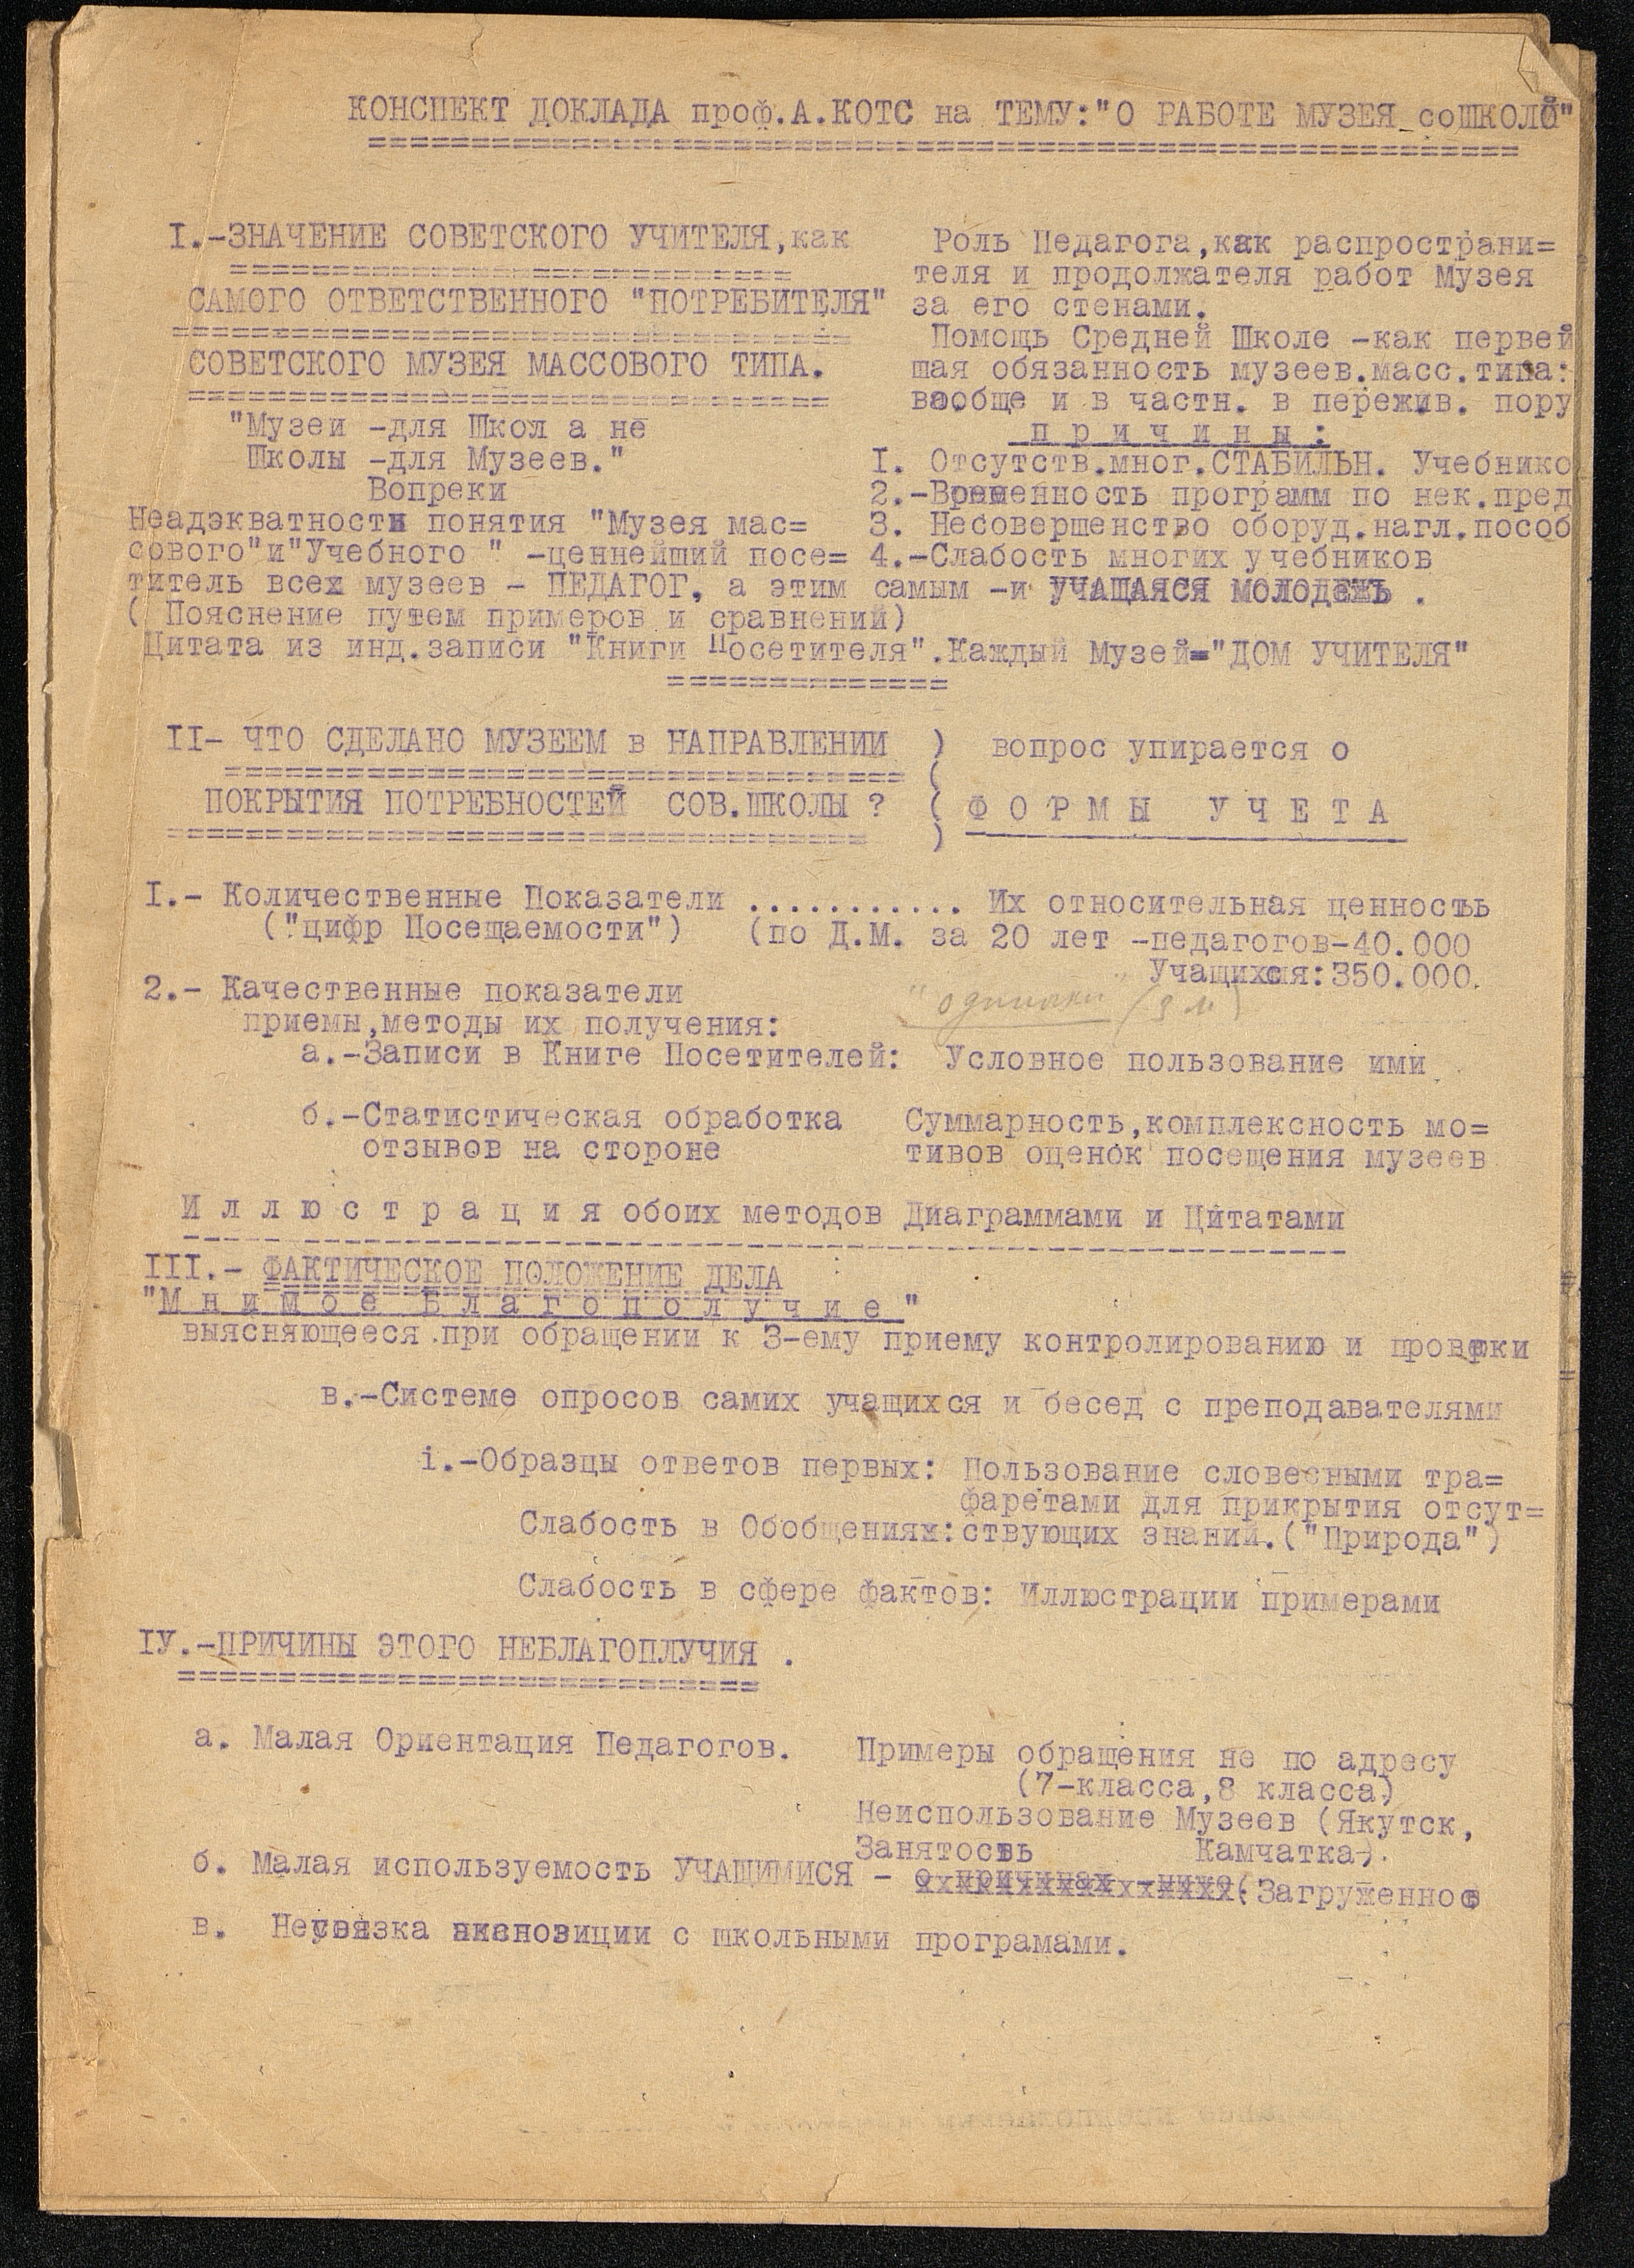 КОНСПЕКТ ДОКЛАДА проф.А.КОТС на ТЕМУ:"О РАБОТЕ МУЗЕЯ соШКОЛО́й"
I.-ЗНАЧЕНИЕ СОВЕТСКОГО УЧИТЕЛЯ,как
САМОГО ОТВЕТСТВЕННОГО "ПОТРЕБИТЕЛЯ"
СОВЕТСКОГО МУЗЕЯ МАССОВОГО ТИПА.
"Музеи -для Школ а не
Школы -для Музеев."
Вопреки
Роль Педагога,как распространи=
теля и продолжателя работ Музея
за его стенами.
Помощь Средней Школе -как первей
шая обязанность музеев.масс.типа:
вообще и в частн. в пережив. пору
п р и ч и н ы :
I. Отсутств.мног.СТАБИЛЬН. Учебнико
2.-Временность программ по нек.пред
3. Несовершенство оборуд.нагл.пособ
4.-Слабость многих учебников
Неадэкватности понятия "Музея мас=
сового"и"Учебного " -ценнейший посе=
титель всех музеев - ПЕДАГОГ, а этим самым -и УЧАЩАЯСЯ МОЛОДЕЖЬ .
( Пояснение путем примеров и сравнений)
Цитата из инд.записи "Книги Посетителя".Каждый Музей="ДОМ УЧИТЕЛЯ"
II- ЧТО СДЕЛАНО МУЗЕЕМ в НАПРАВЛЕНИИ ) вопрос упирается о
ПОКРЫТИЯ ПОТРЕБНОСТЕЙ СОВ.ШКОЛЫ ? ( Ф О Р М Ы У Ч Е Т А
I.- Количественные Показатели ........... Их относительная ценность
("цифр Посещаемости") (по Д.М. за 20 лет -педагогов-40.000
Учащихся:350.000.
2.- Качественные показатели
" одиночки (з м)
приемы,методы их получения:
а.-Записи в Книге Посетителей: Условное пользование ими
б.-Статистическая обработка Суммарность,комплексность мо=
отзывов на стороне тивов оценок посещения музеев
И л л ю с т р а ц и я обоих методов Диаграммами и Цитатами
III.- ФАКТИЧЕСКОЕ ПОЛОЖЕНИЕ ДЕЛА
"М н и м о е Б л а г о п о л у ч и е "
выясняющееся при обращении к 3-ему приему контролированию и проверки
в.-Системе опросов самих учащихся и бесед с преподавателями
i.-Образцы ответов первых: Пользование словесными тра=
фаретами для прикрытия отсут=
Слабость в Обобщениях:ствующих знаний.("Природа")
Слабость в сфере фактов: Иллюстрации примерами
IУ.-ПРИЧИНЫ ЭТОГО НЕБЛАГОПЛУЧИЯ .
а. Малая Ориентация Педагогов. Примеры обращения не по адресу
(7-класса,8 класса)
Неиспользование Музеев (Якутск,
Занятость Камчатка).
б. Малая используемость УЧАЩИМИСЯ - о причинах -ниже(Загруженнос
в. Неувязка экспозиции с школьными програмами.